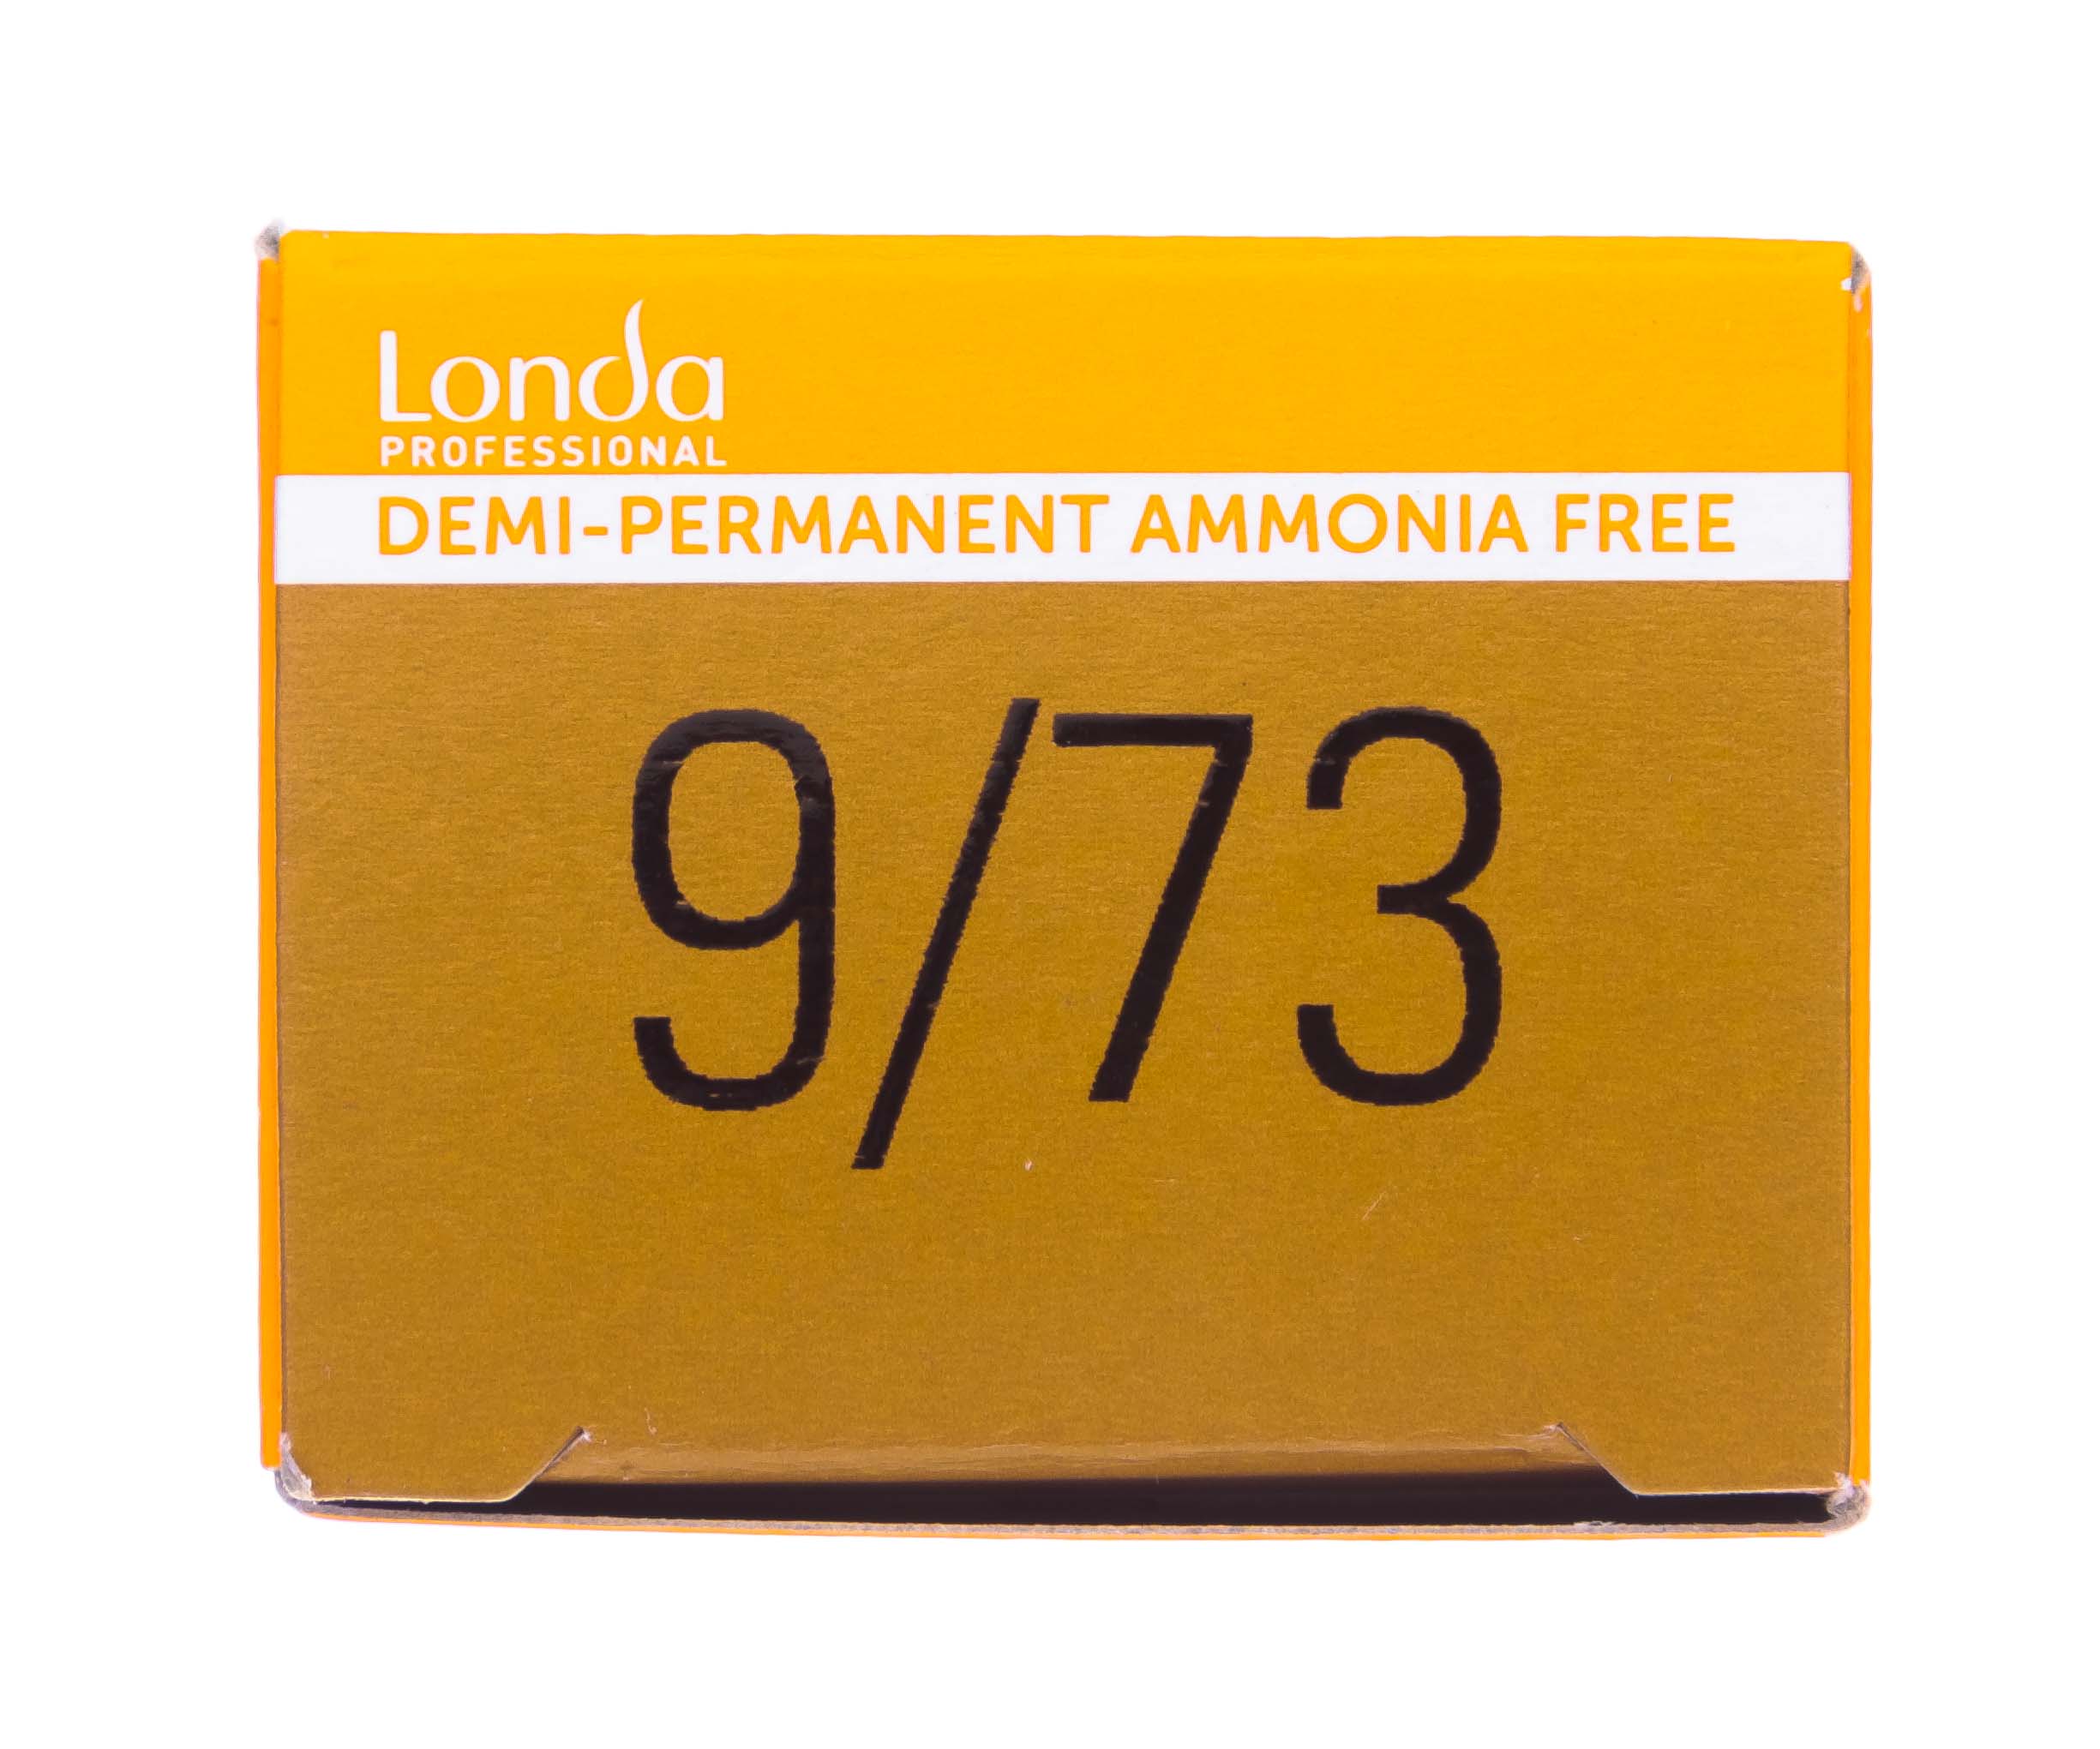 Londa
PROFESSIONAL
DEMI-PERMANENT AMMONIA FREE
9/73